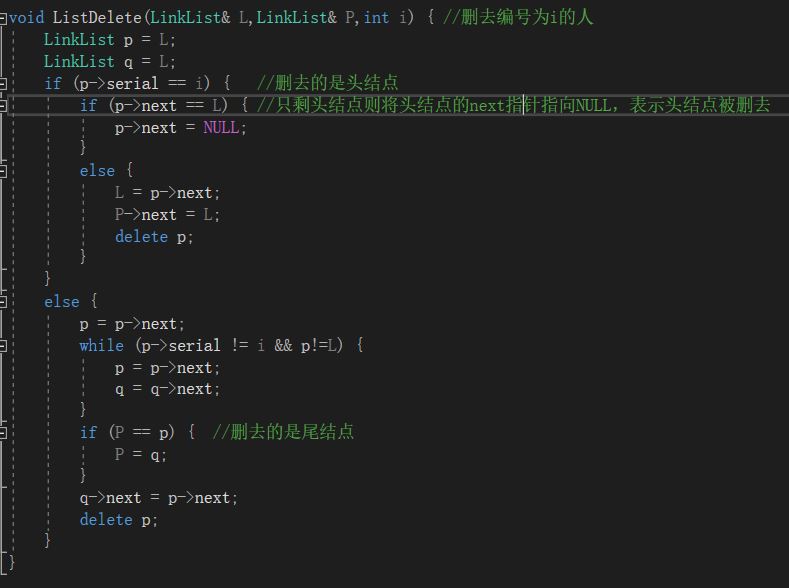 void ListDelete(LinkList& L,LinkList& P,int i) { //删去编号为i的人
LinkList p = L;
LinkList q = L;
if (p->serial == i) { //删去的是头结点
if (p->next == L) { //只剩头结点则将头结点的next指针指向NULL，表示头结点被删去
p->next = NULL;
}
else {
L = p->next;
P->next = L;
delete p;
}
}
else {
p = p->next;
while (p->serial != i && p!=L) {
p = p->next;
q = q->next;
}
if (P == p) { //删去的是尾结点
P = q;
}
q->next = p->next;
delete p;
}
}